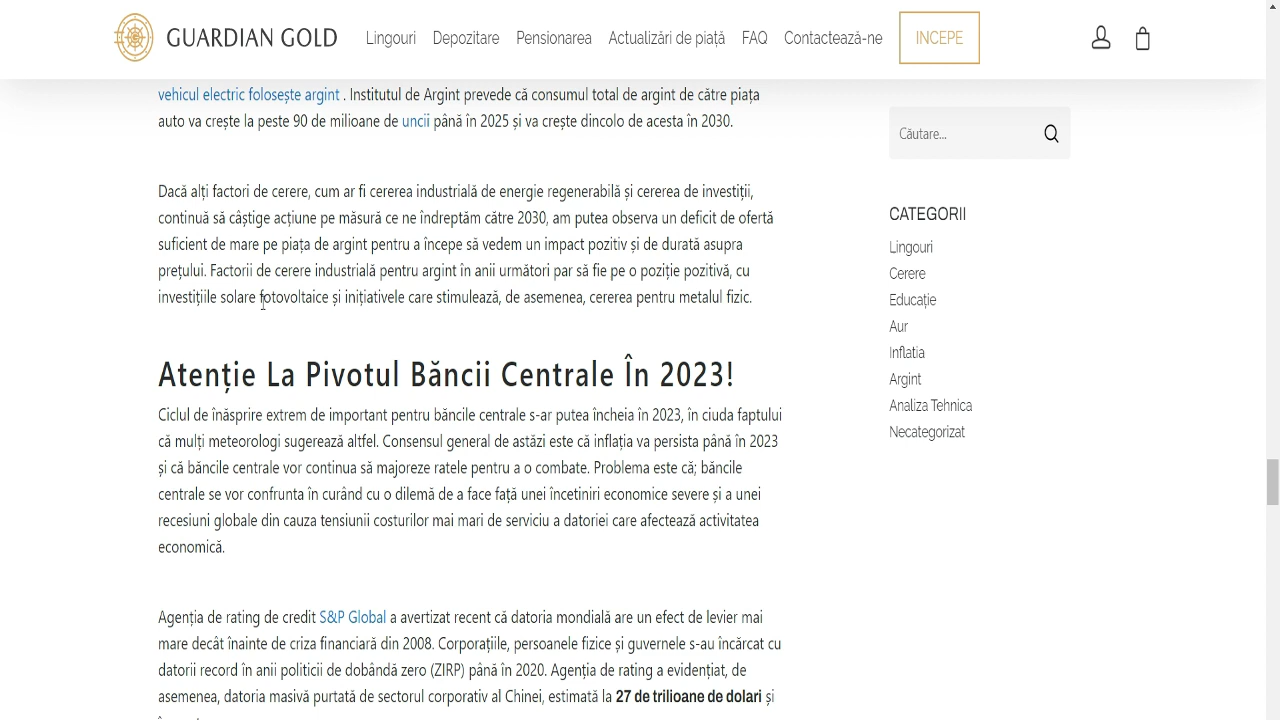 GUARDIAN GOLD
Lingouri Depozitare Pensionarea Actualizări de piață FAQ Contactează-ne INCEPE
vehicul electric folosește argint . Institutul de Argint prevede că consumul total de argint de către piața
auto va crește la peste 90 de milioane de uncii până în 2025 și va crește dincolo de acesta în 2030.
Dacă alți factori de cerere, cum ar fi cererea industrială de energie regenerabilă și cererea de investiții,
continuă să câștige acțiune pe măsură ce ne îndreptăm către 2030, am putea observa un deficit de ofertă
suficient de mare pe piața de argint pentru a începe să vedem un impact pozitiv și de durată asupra
prețului. Factorii de cerere industrială pentru argint în anii următori par să fie pe o poziție pozitivă, cu
investițiile solare fotovoltaice și inițiativele care stimulează, de asemenea, cererea pentru metalul fizic.
Atenție La Pivotul Băncii Centrale În 2023!
Ciclul de înăsprire extrem de important pentru băncile centrale s-ar putea încheia în 2023, în ciuda faptului
că mulți meteorologi sugerează altfel. Consensul general de astăzi este că inflația va persista până în 2023
și că băncile centrale vor continua să majoreze ratele pentru a o combate. Problema este că; băncile
centrale se vor confrunta în curând cu o dilemă de a face față unei încetiniri economice severe și a unei
recesiuni globale din cauza tensiunii costurilor mai mari de serviciu a datoriei care afectează activitatea
economică.
Agenția de rating de credit S&P Global a avertizat recent că datoria mondială are un efect de levier mai
mare decât înainte de criza financiară din 2008. Corporațiile, persoanele fizice și guvernele s-au încărcat cu
datorii record în anii politicii de dobândă zero (ZIRP) până în 2020. Agenția de rating a evidențiat, de
asemenea, datoria masivă purtată de sectorul corporativ al Chinei, estimată la 27 de trilioane de dolari și
Căutare...
CATEGORII
Lingouri
Cerere
Educație
Aur
Inflatia
Argint
Analiza Tehnica
Necategorizat